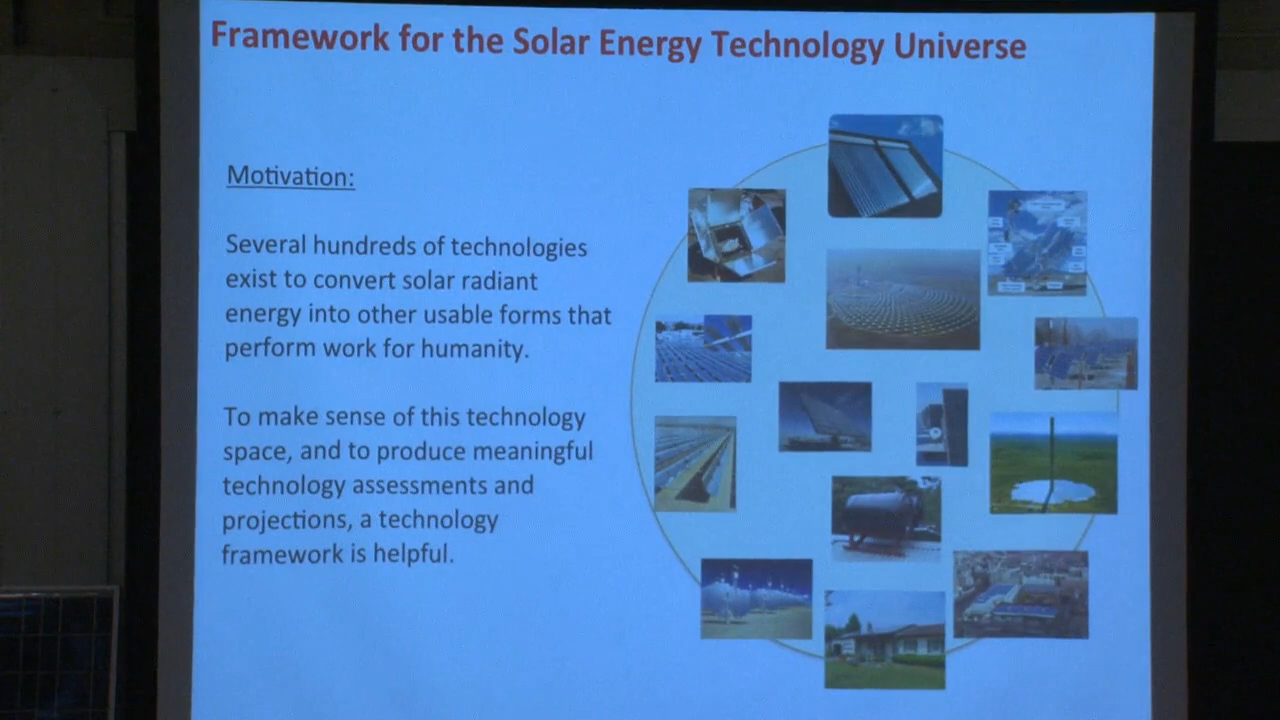 Framework for the Solar Energy Technology Universe
Motivation:
Several hundreds of technologies
exist to convert solar radiant
energy into other usable forms that
perform work for humanity.
To make sense of this technology
space, and to produce meaningful
technology assessments and
projections, a technology
framework is helpful.